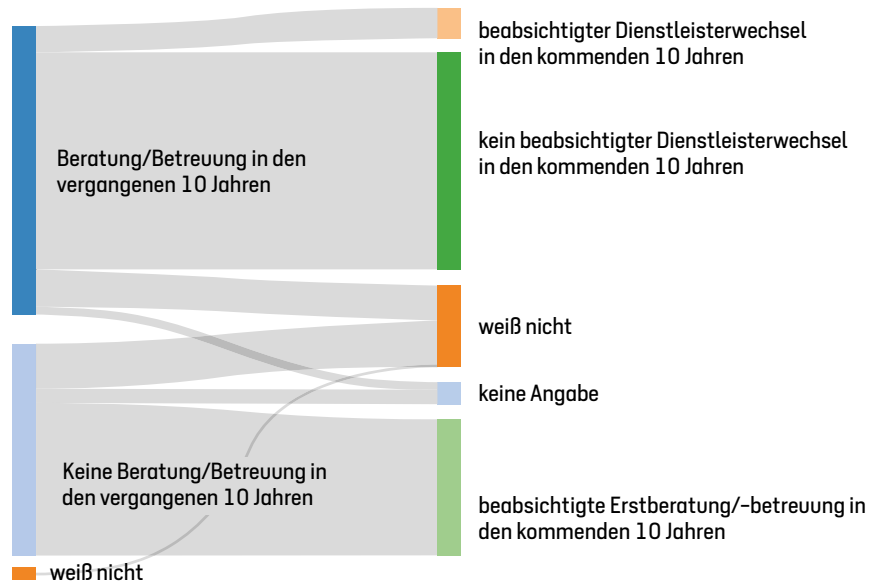 beabsichtigter Dienstleisterwechsel
in den kommenden 10 Jahren
kein beabsichtigter Dienstleisterwechsel
in den kommenden 10 Jahren
Beratung/Betreuung in den
vergangenen 10 Jahren
weiß nicht
keine Angabe
Keine Beratung/Betreuung in
den vergangenen 10 Jahren
beabsichtigte Erstberatung/-betreuung in
den kommenden 10 Jahren
weiß nicht